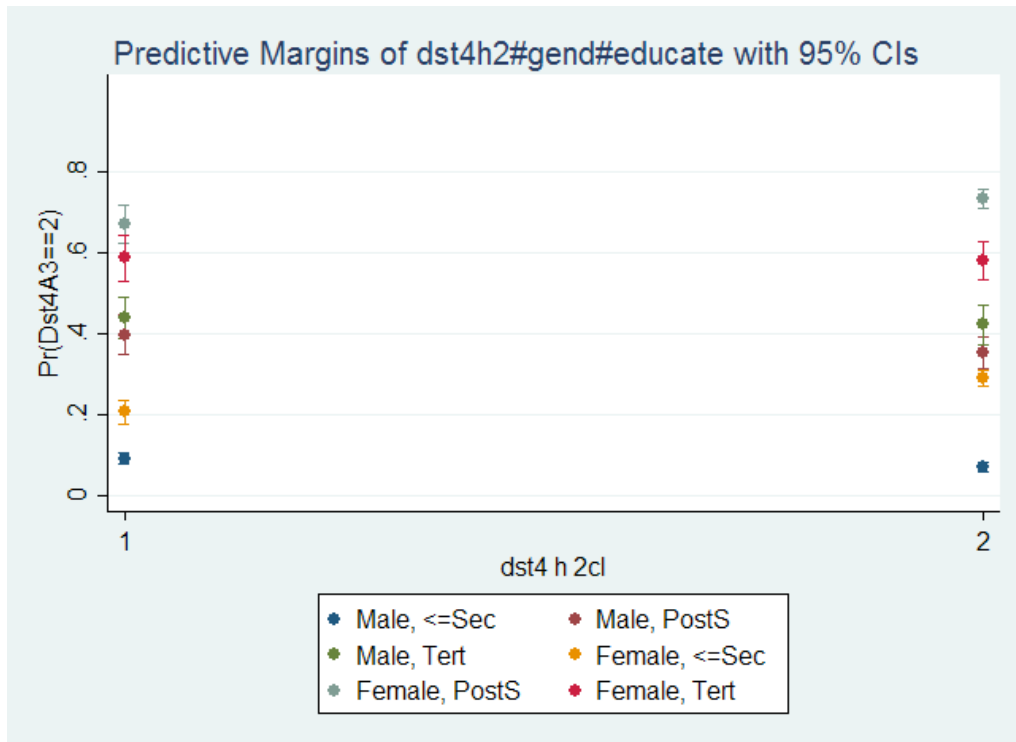 Predictive Margins of dst4h2#gend#educate with 95% CIs
Pr(Dst4A3==2)
.8
.6
.4
.2
0
1 2
dst4 h 2cl
Male, <=Sec Male, PostS
Male, Tert Female, <=Sec
Female, PostS Female, Tert